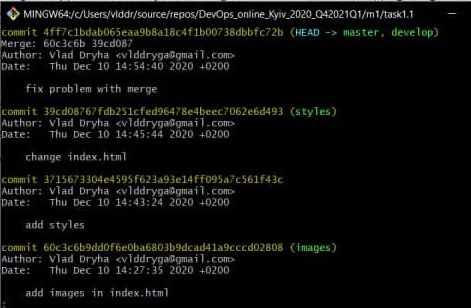 MINGW64:/c/Users/vlddr/source/repos/DevOps_online_Kyiv_2020_Q42021Q1/m1/task1.1
commit 4ff7c1bdab065eaa9b8a18c4f1b00738dbbfc72b (HEAD -> master, develop)
Merge: 60c3c6b 39cd087
Author: Vlad Dryha <vlddryga@gmail.com>
Date:   Thu Dec 10 14:54:40 2020 +0200
    fix problem with merge
commit 39cd08767fdb251cfed96478e4beec7062e6d493 (styles)
Author: Vlad Dryha <vlddryga@gmail.com>
Date:   Thu Dec 10 14:45:44 2020 +0200
    change index.html
commit 3715673304e4595f623a93e14ff095a7c561f43c
Author: Vlad Dryha <vlddryga@gmail.com>
Date:   Thu Dec 10 14:43:24 2020 +0200
    add styles
commit 60c3c6b9dd0f6e0ba6803b9dcad41a9cccd02808 (images)
Author: Vlad Dryha <vlddryga@gmail.com>
Date:   Thu Dec 10 14:27:35 2020 +0200
    add images in index.html
: